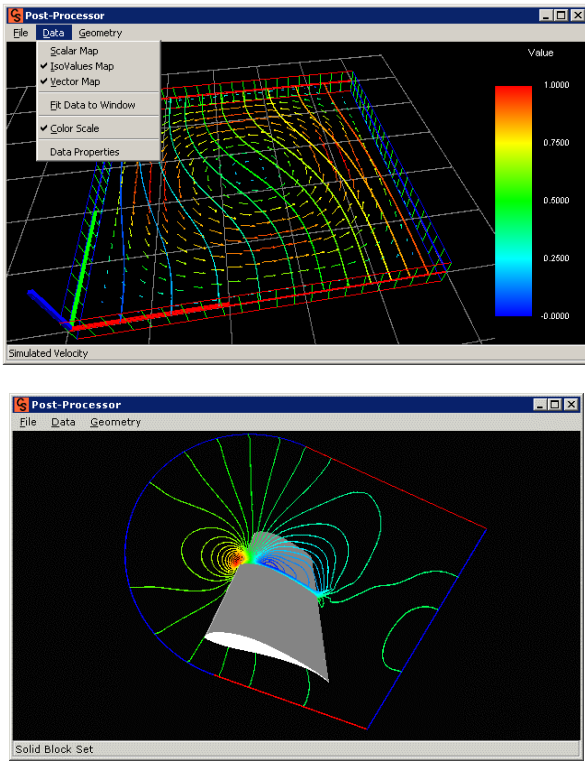 Post-Processor
File Data Geometry
Scalar Map
IsoValues Map
Vector Map
Fit Data to Window
Color Scale
Data Properties
Value
1.0000
0.7500
0.5000
0.2500
-0.0000
Simulated Velocity
Post-Processor
File Data Geometry
Solid Block Set